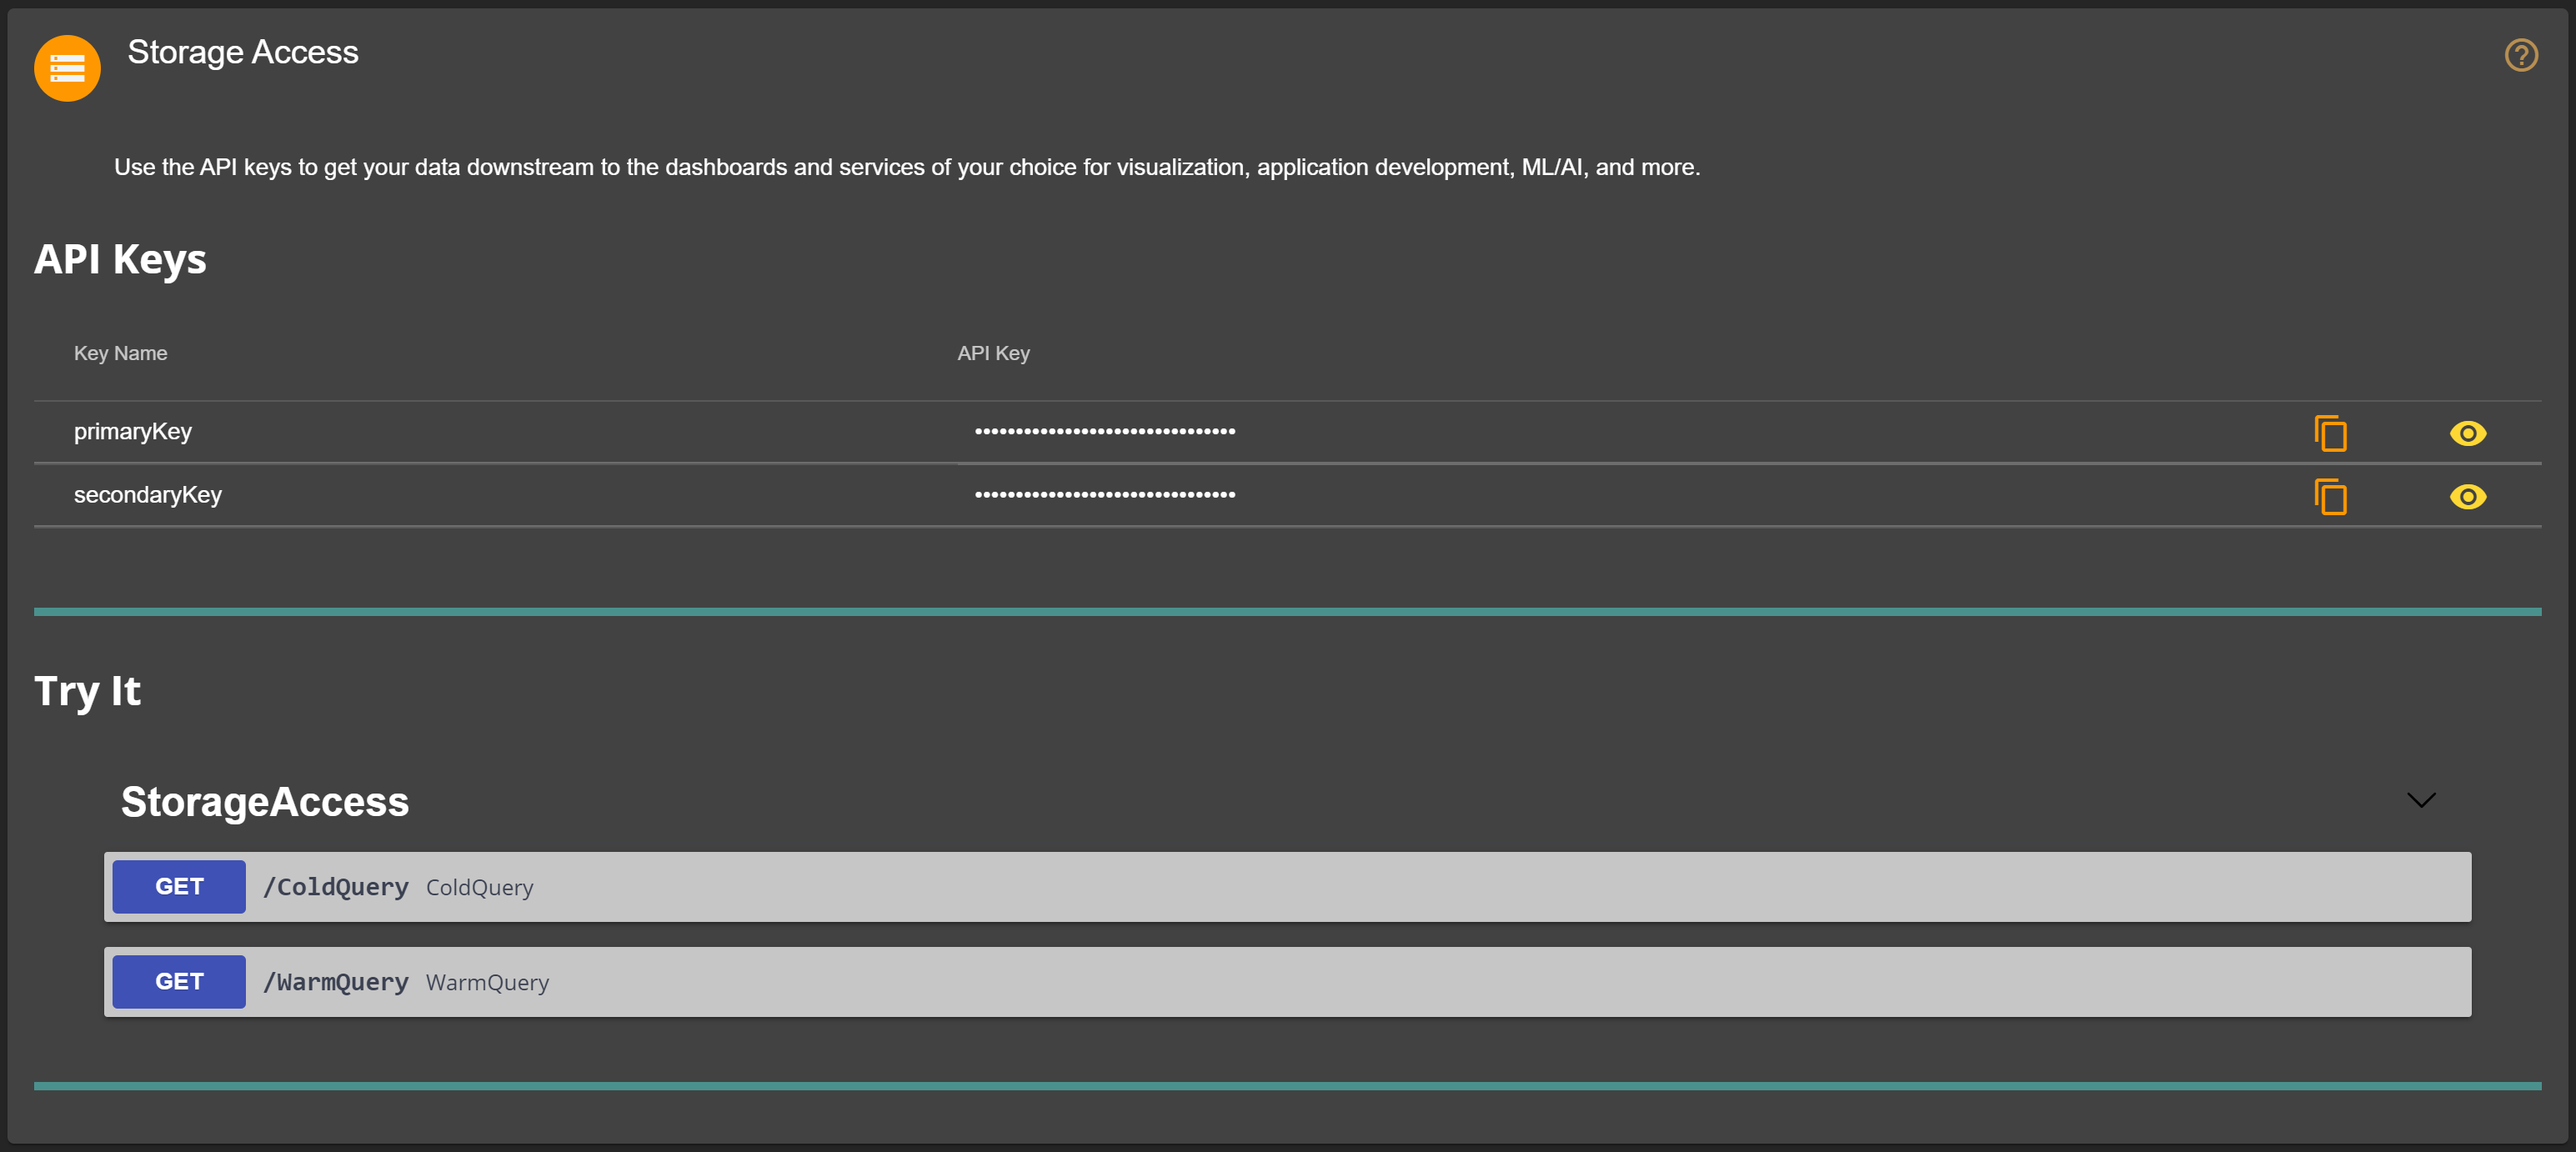 Storage Access
Use the API keys to get your data downstream to the dashboards and services of your choice for visualization, application development, ML/AI, and more.
API Keys
Key Name API Key
primaryKey ••••••••••••••••••••••••••••••••
secondaryKey ••••••••••••••••••••••••••••••••
Try It
StorageAccess
GET /ColdQuery ColdQuery
GET /WarmQuery WarmQuery